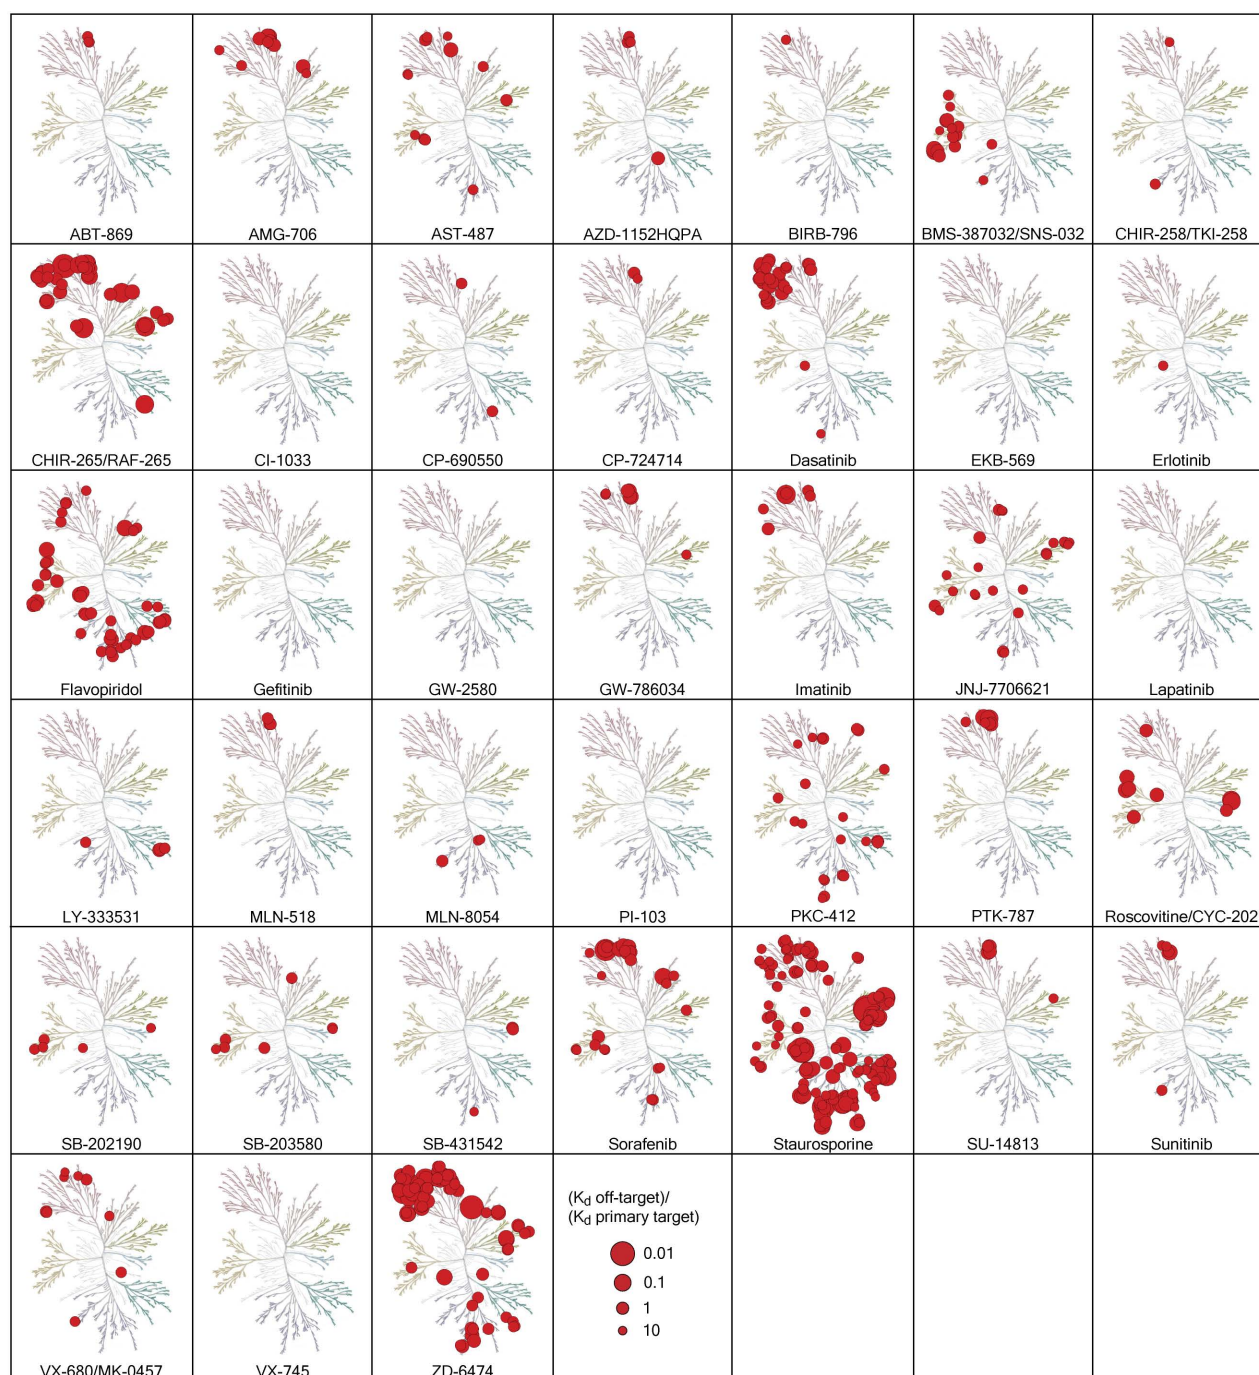 ABT-869
AMG-706
AST-487
AZD-1152HQPA
BIRB-796
BMS-387032/SNS-032
CHIR-258/TKI-258
CHIR-265/RAF-265
CI-1033
CP-690550
CP-724714
Dasatinib
EKB-569
Erlotinib
Flavopiridol
Gefitinib
GW-2580
GW-786034
Imatinib
JNJ-7706621
Lapatinib
LY-333531
MLN-518
MLN-8054
PI-103
PKC-412
PTK-787
Roscovitine/CYC-202
SB-202190
SB-203580
SB-431542
Sorafenib
Staurosporine
SU-14813
Sunitinib
VX-680/MK-0457
VX-745
ZD-6474
(Kd off-target)/
(Kd primary target)
0.01
0.1
1
10